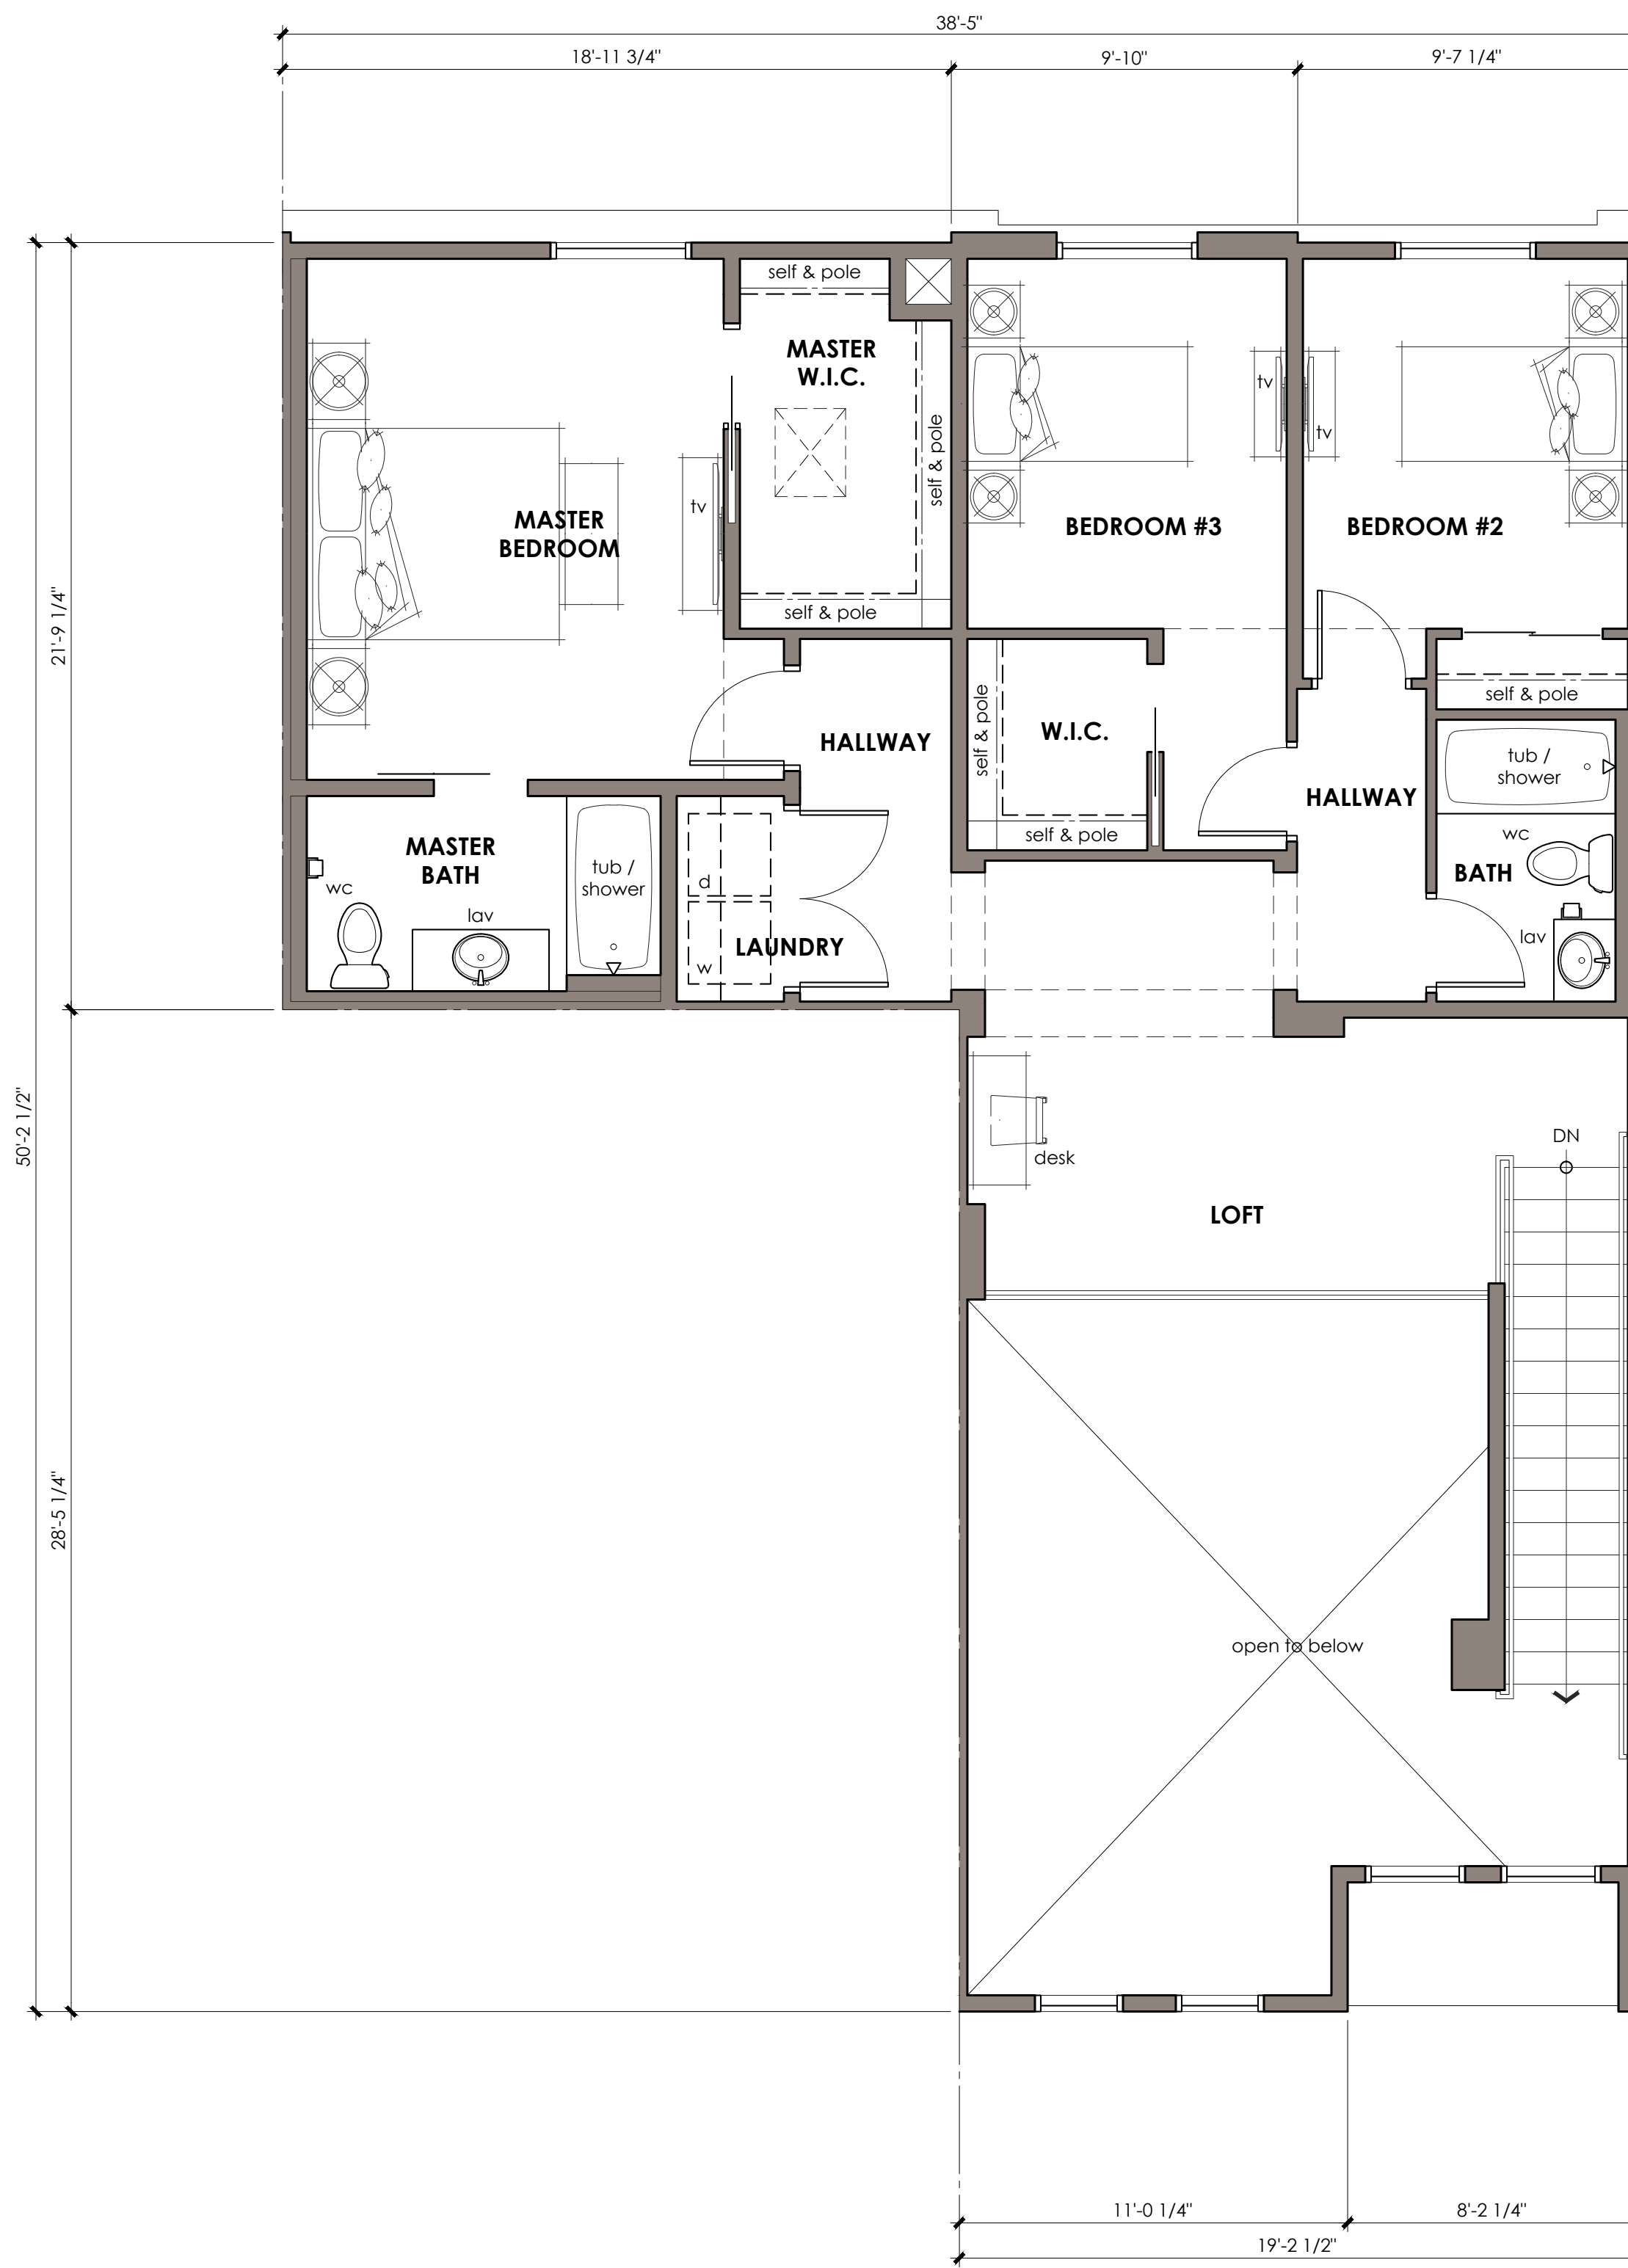 38'-5"
18'-11 3/4"
9'-10"
9'-7 1/4"
self & pole
MASTER
W.I.C.
self & pole
self & pole
tv
tv
tv
MASTER
BEDROOM
BEDROOM #3
BEDROOM #2
21'-9 1/4"
self & pole
HALLWAY
W.I.C.
self & pole
self & pole
HALLWAY
tub /
shower
wc
BATH
lav
MASTER
BATH
wc
lav
tub /
shower
d
LAUNDRY
w
50'-2 1/2"
desk
DN
LOFT
28'-5 1/4"
open to below
11'-0 1/4"
8'-2 1/4"
19'-2 1/2"